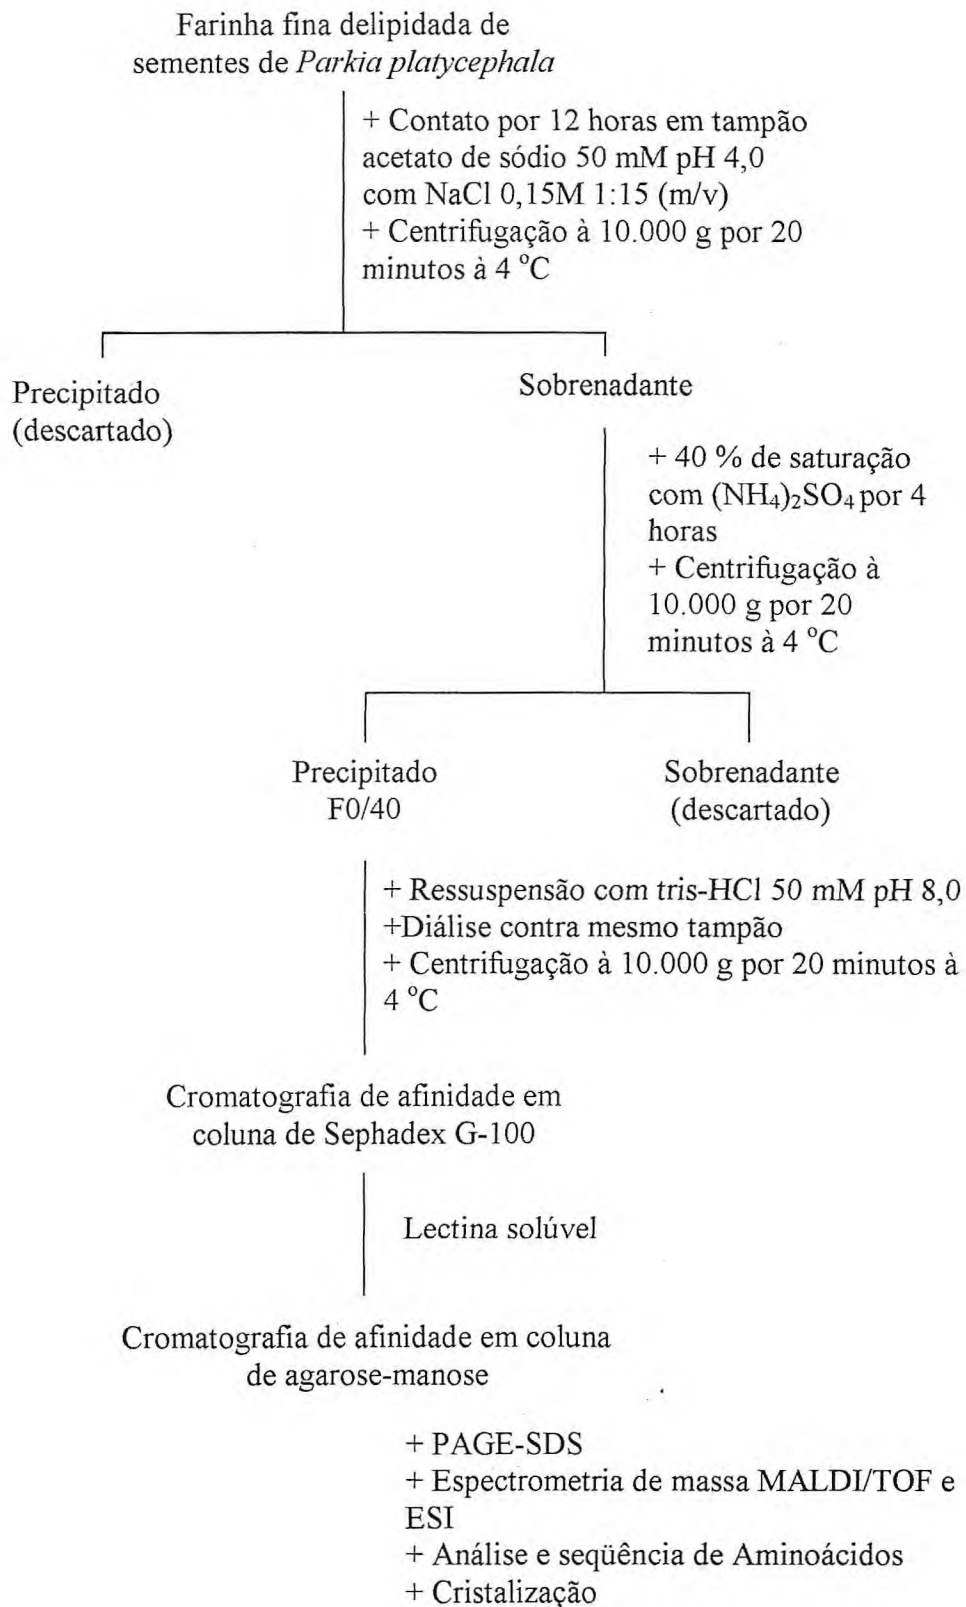 Farinha fina delipidada de
sementes de Parkia platycephala
+ Contato por 12 horas em tampão
acetato de sódio 50 mM pH 4,0
com NaCl 0,15M 1:15 (m/v)
+ Centrifugação à 10.000 g por 20
minutos à 4 °C
Precipitado
(descartado)
Sobrenadante
+ 40 % de saturação
com (NH₄)₂SO₄ por 4
horas
+ Centrifugação à
10.000 g por 20
minutos à 4 °C
Precipitado
F0/40
Sobrenadante
(descartado)
+ Ressuspensão com tris-HCl 50 mM pH 8,0
+Diálise contra mesmo tampão
+ Centrifugação à 10.000 g por 20 minutos à
4 °C
Cromatografia de afinidade em
coluna de Sephadex G-100
Lectina solúvel
Cromatografia de afinidade em coluna
de agarose-manose
+ PAGE-SDS
+ Espectrometria de massa MALDI/TOF e
ESI
+ Análise e seqüência de Aminoácidos
+ Cristalização